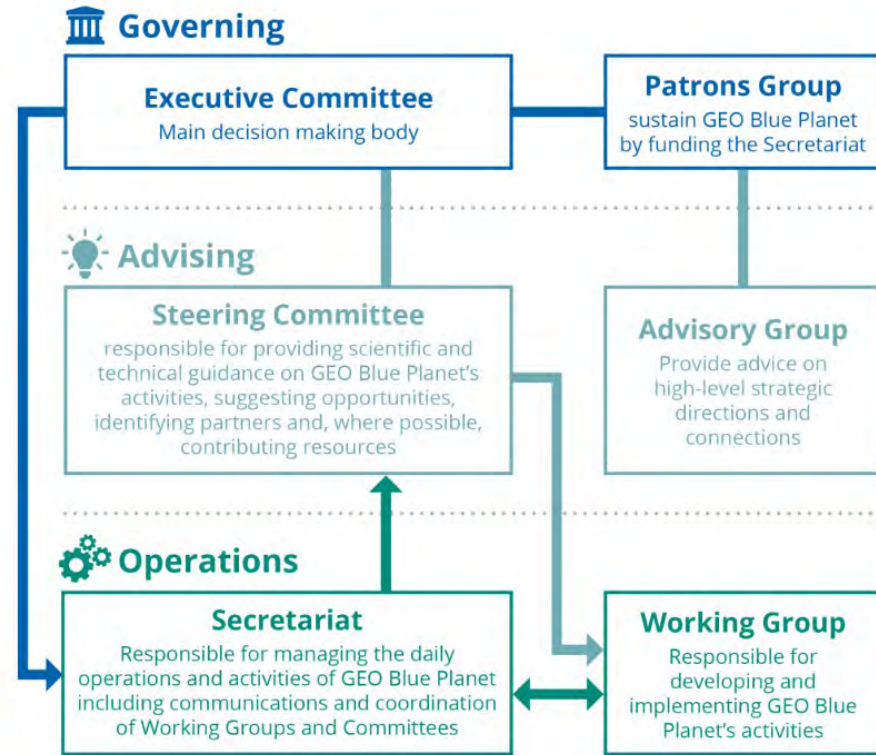 Governing
Executive Committee
Main decision making body
Patrons Group
sustain GEO Blue Planet
by funding the Secretariat
Advising
Steering Committee
responsible for providing scientific and
technical guidance on GEO Blue Planet’s
activities, suggesting opportunities,
identifying partners and, where possible,
contributing resources
Advisory Group
Provide advice on
high-level strategic
directions and
connections
Operations
Secretariat
Responsible for managing the daily
operations and activities of GEO Blue Planet
including communications and coordination
of Working Groups and Committees
Working Group
Responsible for
developing and
implementing GEO Blue
Planet’s activities